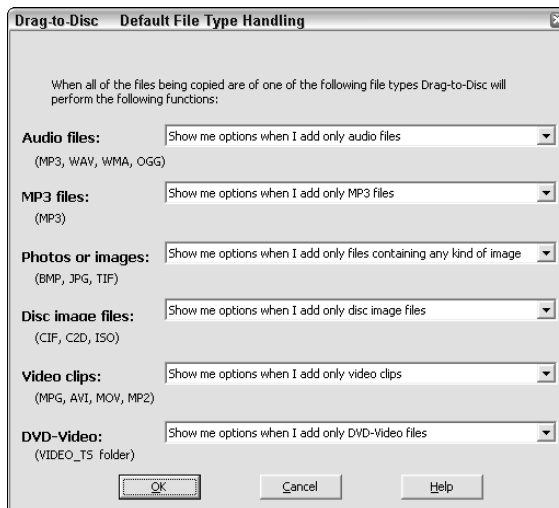 Drag-to-Disc Default File Type Handling
When all of the files being copied are of one of the following file types Drag-to-Disc will
perform the following functions:
Audio files: Show me options when I add only audio files
(MP3, WAV, WMA, OGG)
MP3 files: Show me options when I add only MP3 files
(MP3)
Photos or images: Show me options when I add only files containing any kind of image
(BMP, JPG, TIF)
Disc image files: Show me options when I add only disc image files
(CIF, C2D, ISO)
Video clips: Show me options when I add only video clips
(MPG, AVI, MOV, MP2)
DVD-Video: Show me options when I add only DVD-Video files
(VIDEO_TS folder)
OK Cancel Help